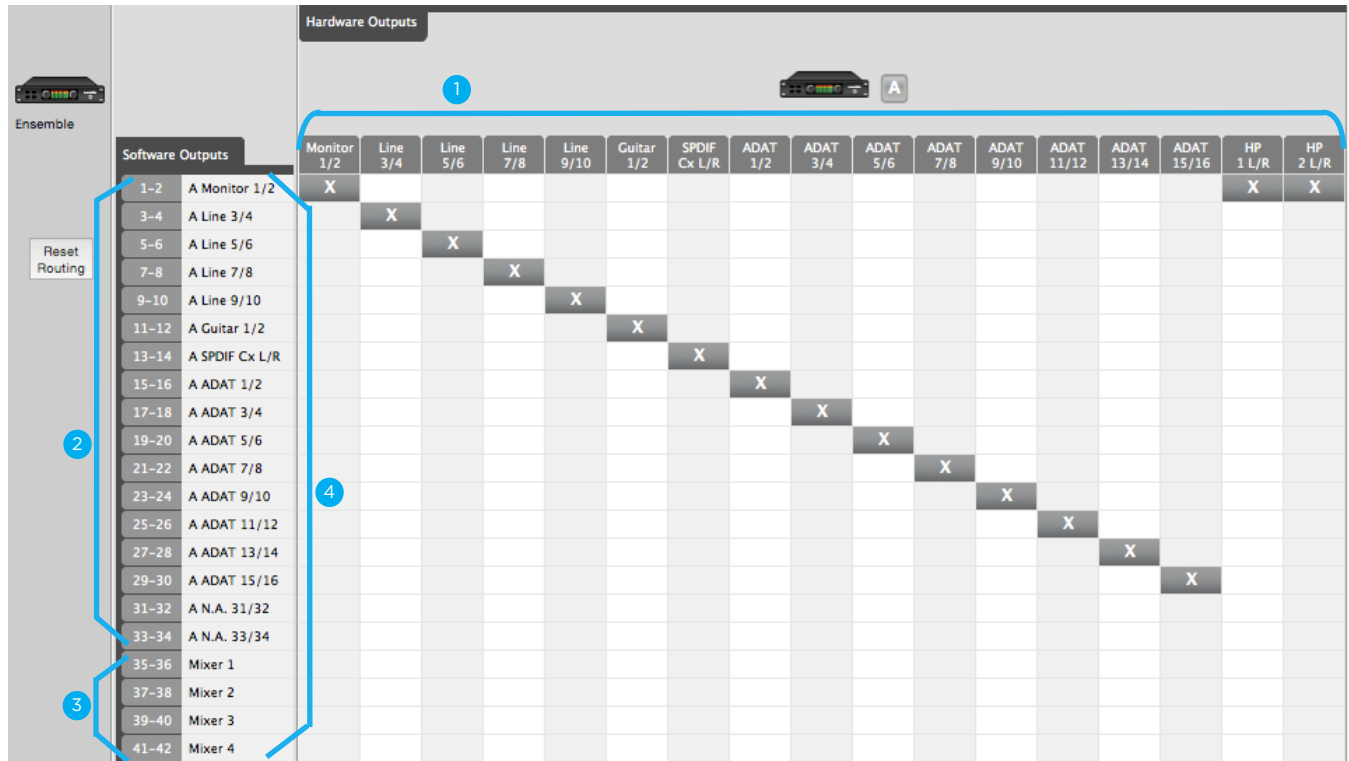 Hardware Outputs
1
A
Ensemble
Software Outputs
Monitor 1/2 Line 3/4 Line 5/6 Line 7/8 Line 9/10 Guitar 1/2 SPDIF Cx L/R ADAT 1/2 ADAT 3/4 ADAT 5/6 ADAT 7/8 ADAT 9/10 ADAT 11/12 ADAT 13/14 ADAT 15/16 HP 1 L/R HP 2 L/R
1-2 A Monitor 1/2 X X X
3-4 A Line 3/4 X
Reset
Routing
5-6 A Line 5/6 X
7-8 A Line 7/8 X
9-10 A Line 9/10 X
11-12 A Guitar 1/2 X
13-14 A SPDIF Cx L/R X
15-16 A ADAT 1/2 X
17-18 A ADAT 3/4 X
2
19-20 A ADAT 5/6 X
21-22 A ADAT 7/8 X
4
23-24 A ADAT 9/10 X
25-26 A ADAT 11/12 X
27-28 A ADAT 13/14 X
29-30 A ADAT 15/16 X
31-32 A N.A. 31/32
33-34 A N.A. 33/34
35-36 Mixer 1
3
37-38 Mixer 2
39-40 Mixer 3
41-42 Mixer 4